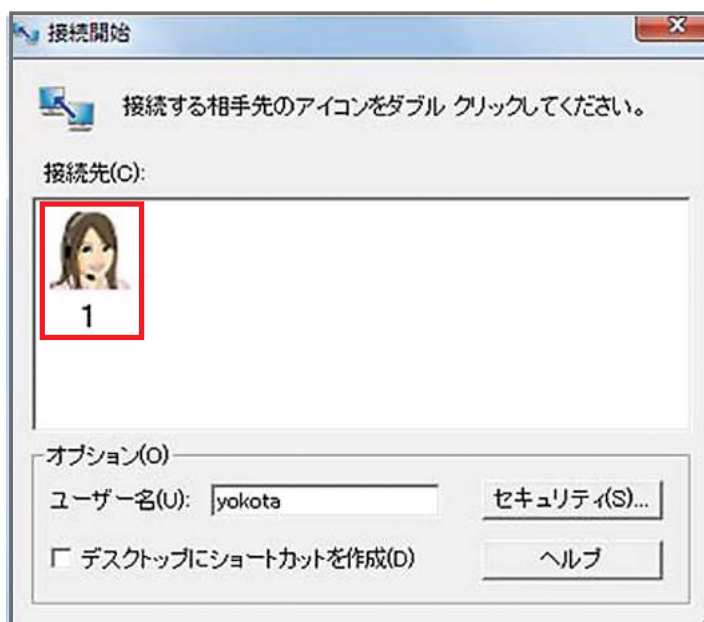 接続開始
接続する相手先のアイコンをダブル クリックしてください。
接続先(C):
1
オプション(O)
ユーザー名(U): yokota セキュリティ(S)...
デスクトップにショートカットを作成(D) ヘルプ